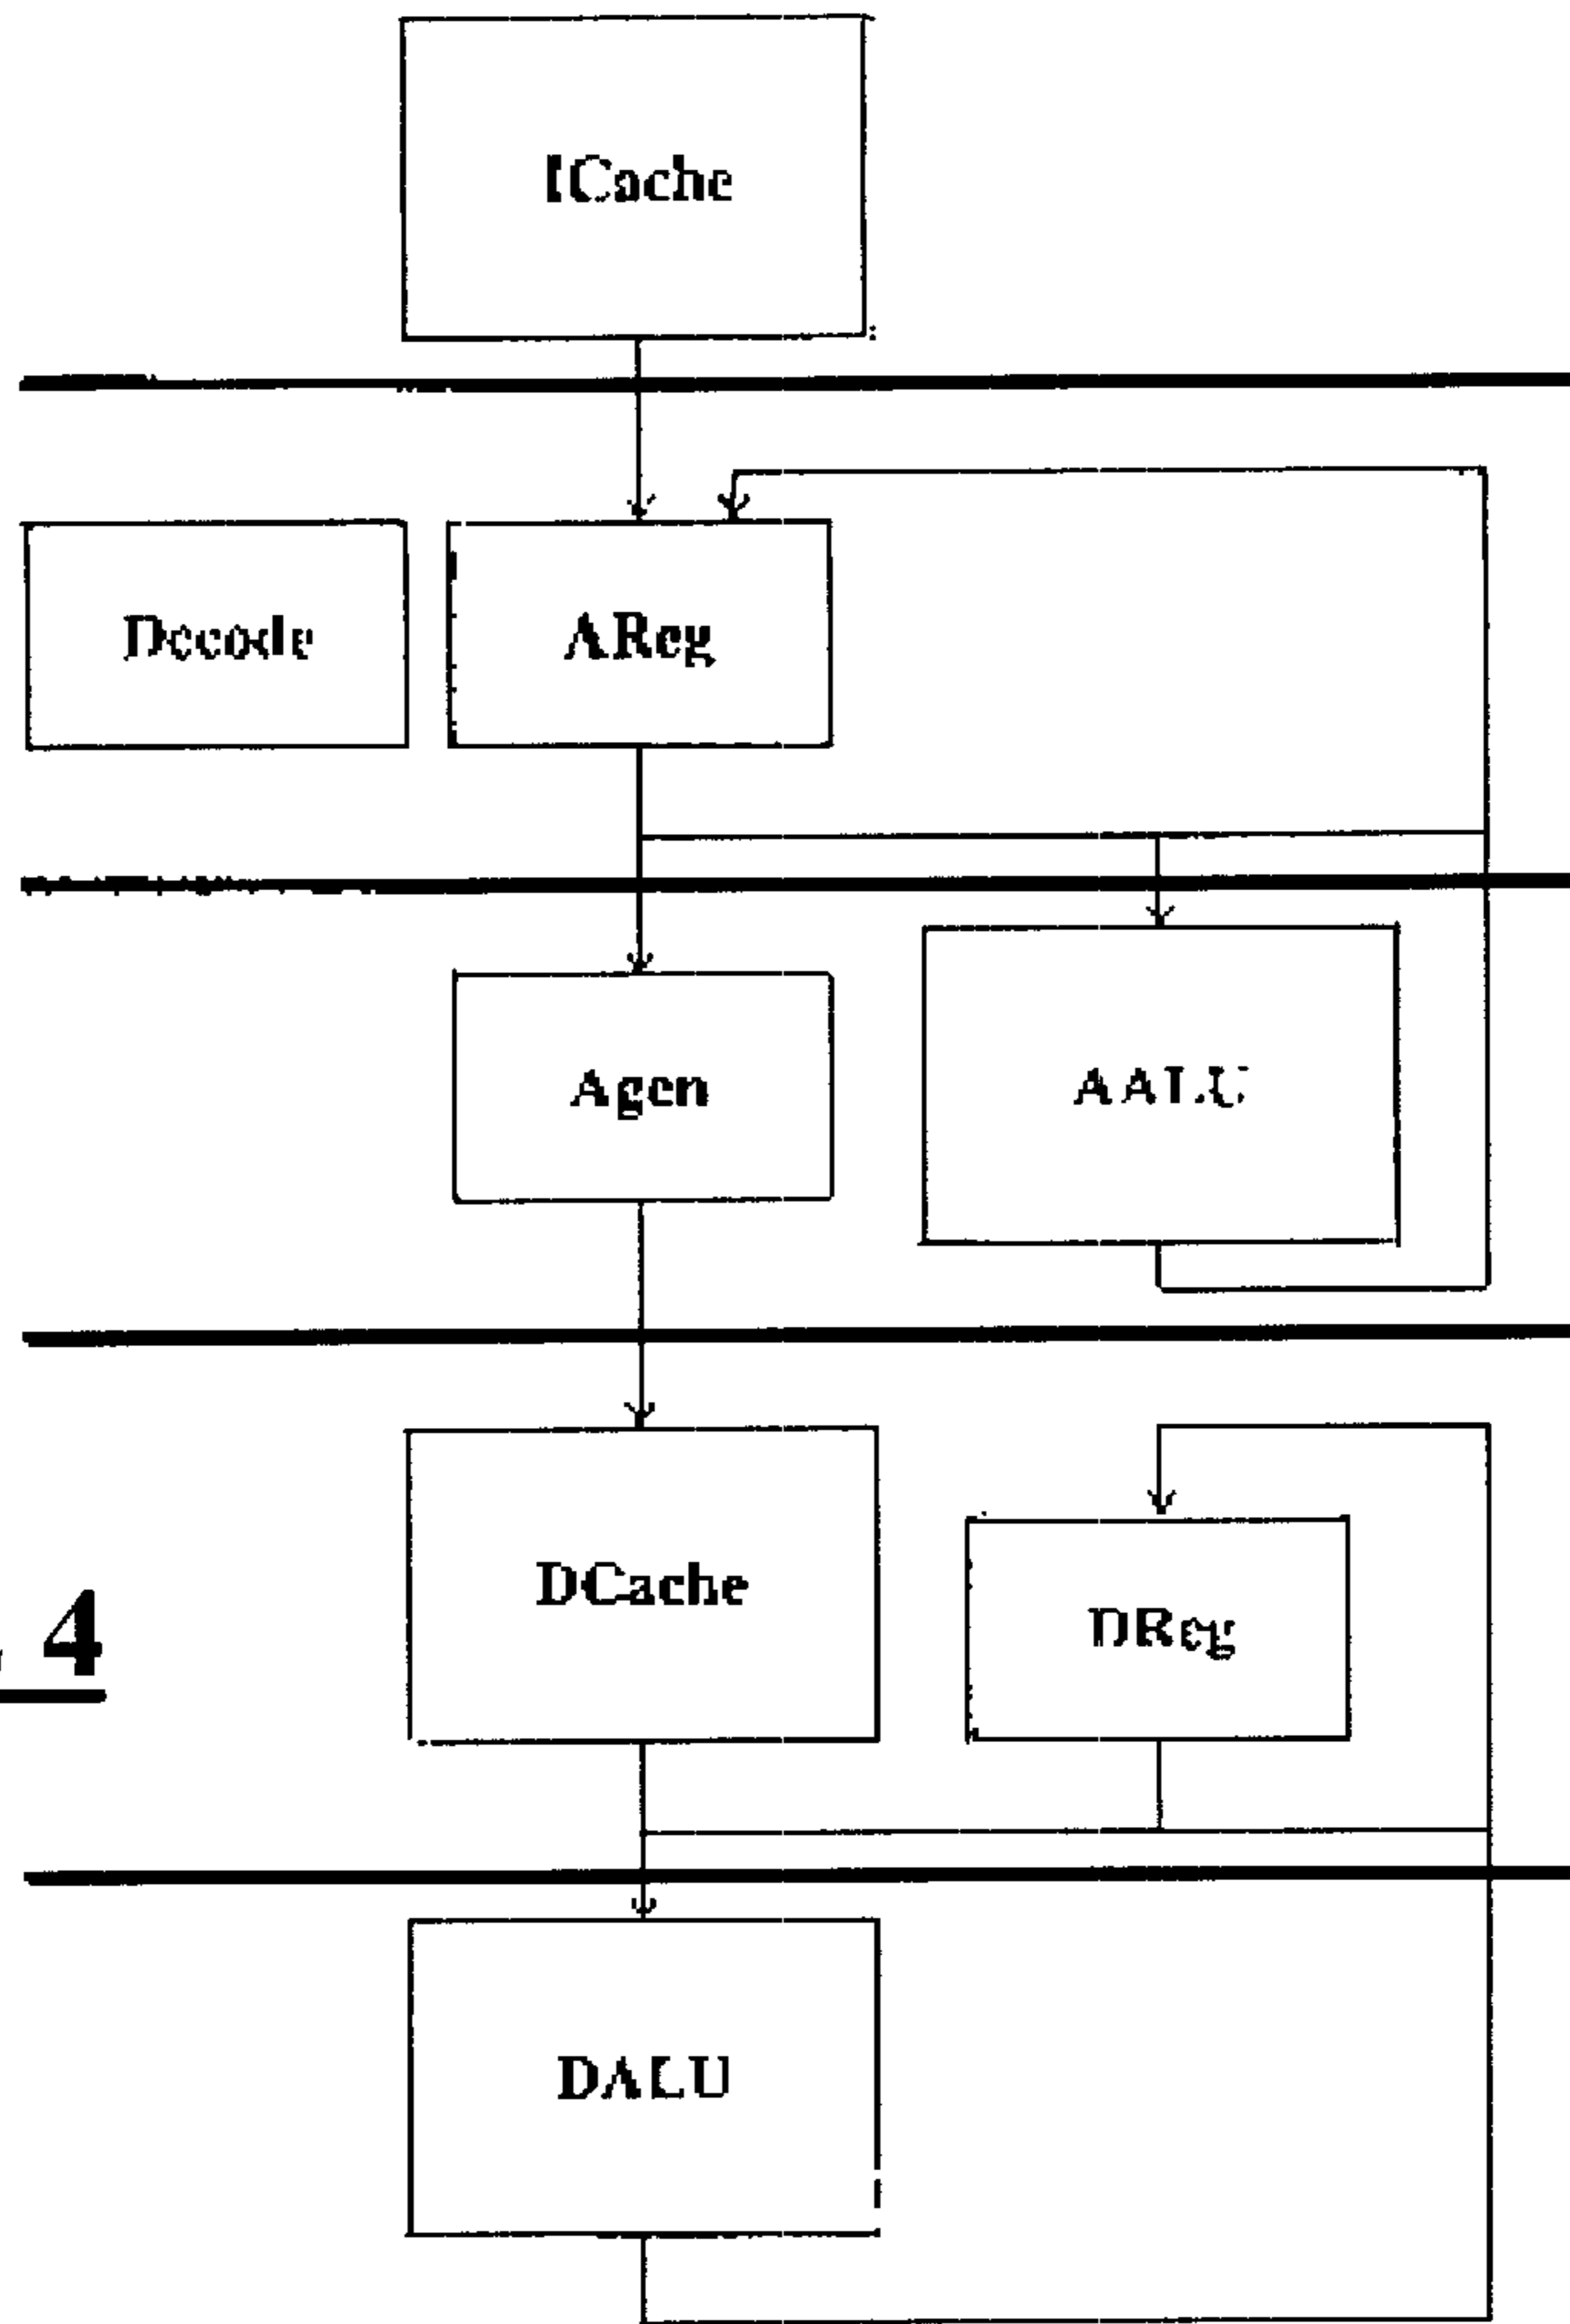 ICache
Decode
AReg
Agen
AALU
DCache
DReg
4
DALU